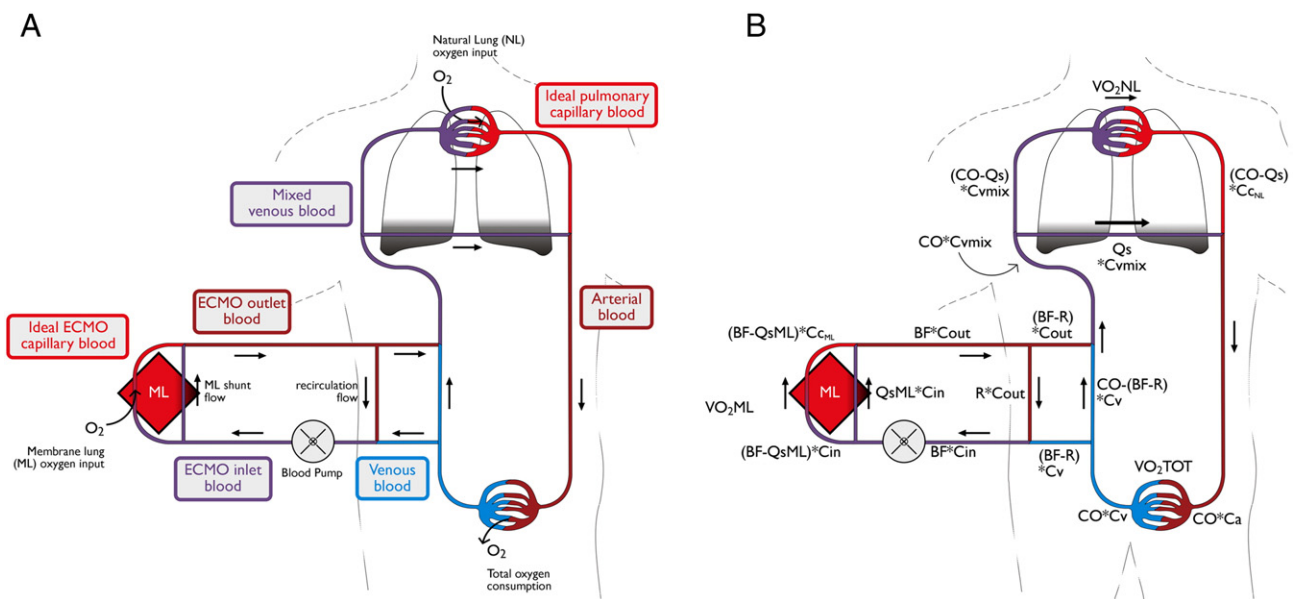 A
Natural Lung (NL)
oxygen input
O2
Ideal pulmonary
capillary blood
Mixed
venous blood
ECMO outlet
blood
Arterial
blood
Ideal ECMO
capillary blood
ML
ML shunt
flow
recirculation
flow
O2
Membrane lung
(ML) oxygen input
ECMO inlet
blood
Blood Pump
Venous
blood
O2
Total oxygen
consumption
B
VO2NL
(CO-Qs)
*Cvmix
(CO-Qs)
*CcNL
CO*Cvmix
Qs
*Cvmix
(BF-QsML)*CcML
BF*Cout
(BF-R)
*Cout
ML
VO2ML
QsML*Cin
R*Cout
CO-(BF-R)
*Cv
(BF-QsML)*Cin
BF*Cin
(BF-R)
*Cv
VO2TOT
CO*Cv
CO*Ca